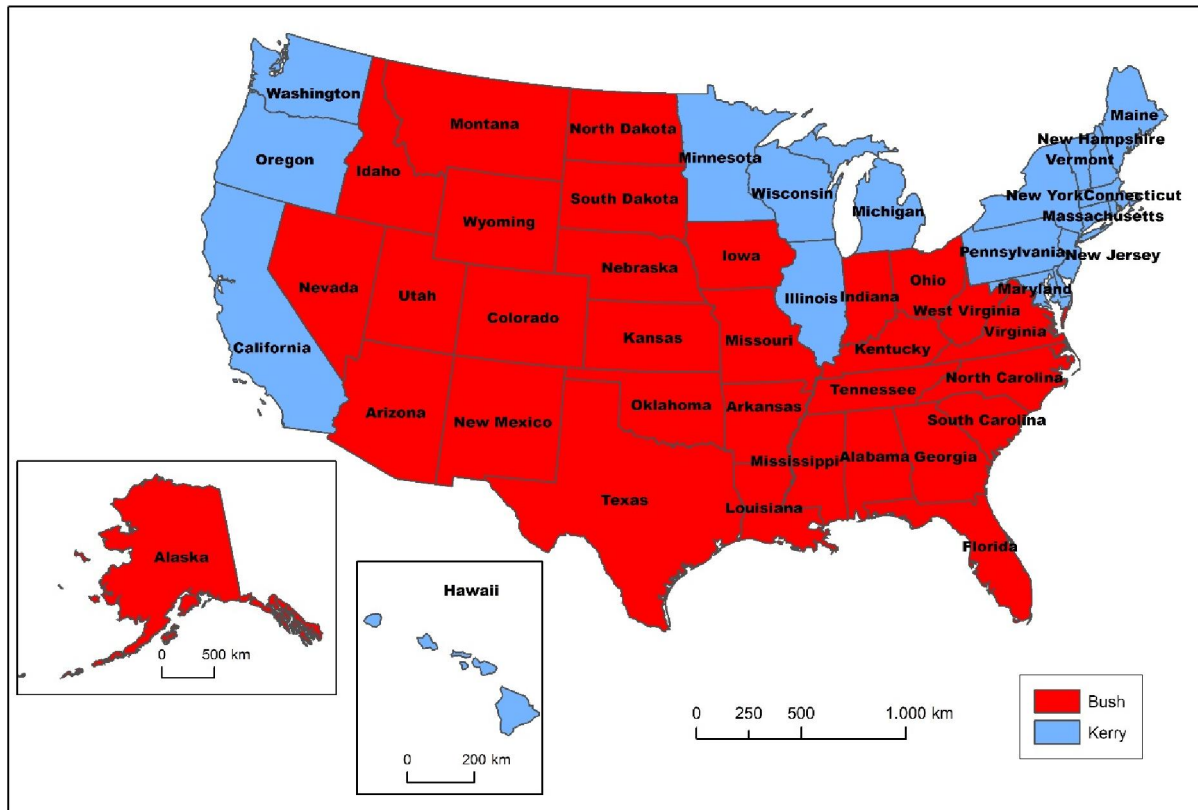 Washington
Montana
North Dakota
Minnesota
Maine
New Hampshire
Vermont
Oregon
Idaho
Wisconsin
Michigan
New York
Connecticut
Massachusetts
South Dakota
Wyoming
Pennsylvania
New Jersey
Iowa
Nebraska
Ohio
Nevada
Utah
Illinois
Indiana
Maryland
Colorado
West Virginia
Virginia
Kansas
Missouri
California
Kentucky
North Carolina
Tennessee
Oklahoma
Arkansas
Arizona
New Mexico
South Carolina
Mississippi
Alabama
Georgia
Texas
Louisiana
Florida
Alaska
0 500 km
Hawaii
0 200 km
0 250 500 1.000 km
Bush
Kerry